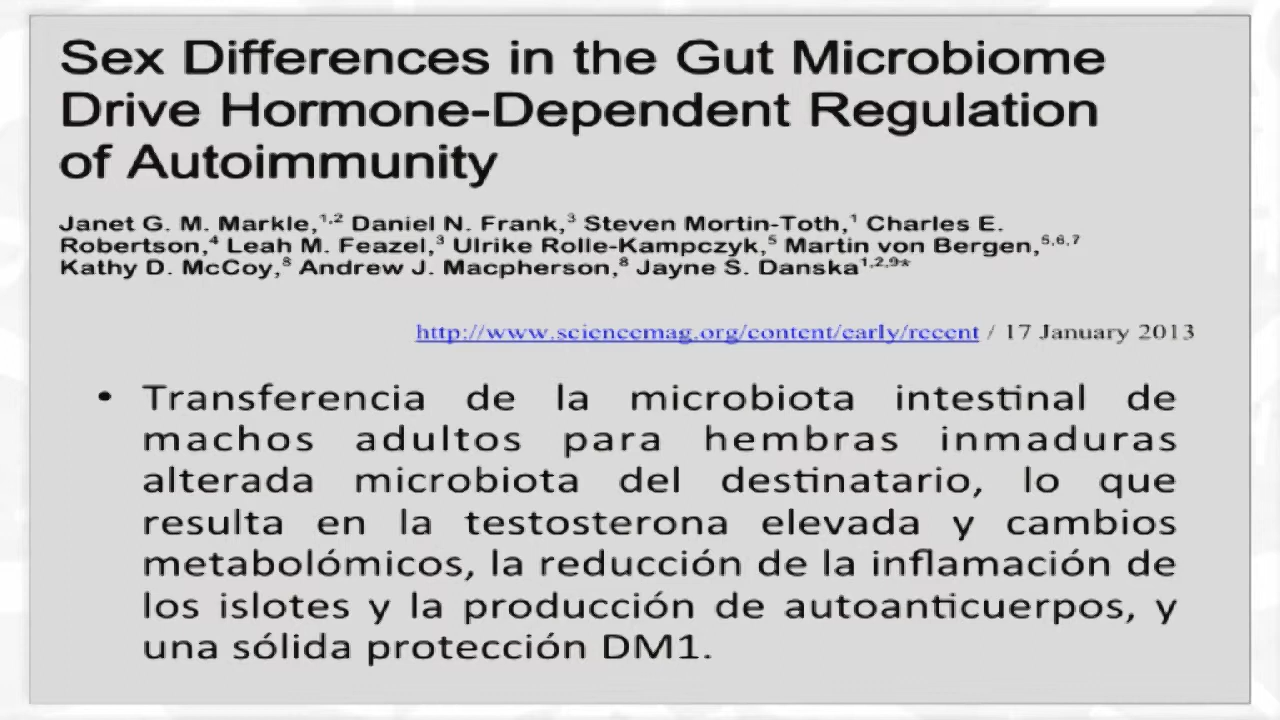 Sex Differences in the Gut Microbiome
Drive Hormone-Dependent Regulation
of Autoimmunity
Janet G. M. Markle,1,2 Daniel N. Frank,3 Steven Mortin-Toth,1 Charles E.
Robertson,4 Leah M. Feazel,3 Ulrike Rolle-Kampczyk,5 Martin von Bergen,5,6,7
Kathy D. McCoy,8 Andrew J. Macpherson,8 Jayne S. Danska1,2,9*
http://www.sciencemag.org/content/early/recent / 17 January 2013
• Transferencia de la microbiota intestinal de
machos adultos para hembras inmaduras
alterada microbiota del destinatario, lo que
resulta en la testosterona elevada y cambios
metabolómicos, la reducción de la inflamación de
los islotes y la producción de autoanticuerpos, y
una sólida protección DM1.